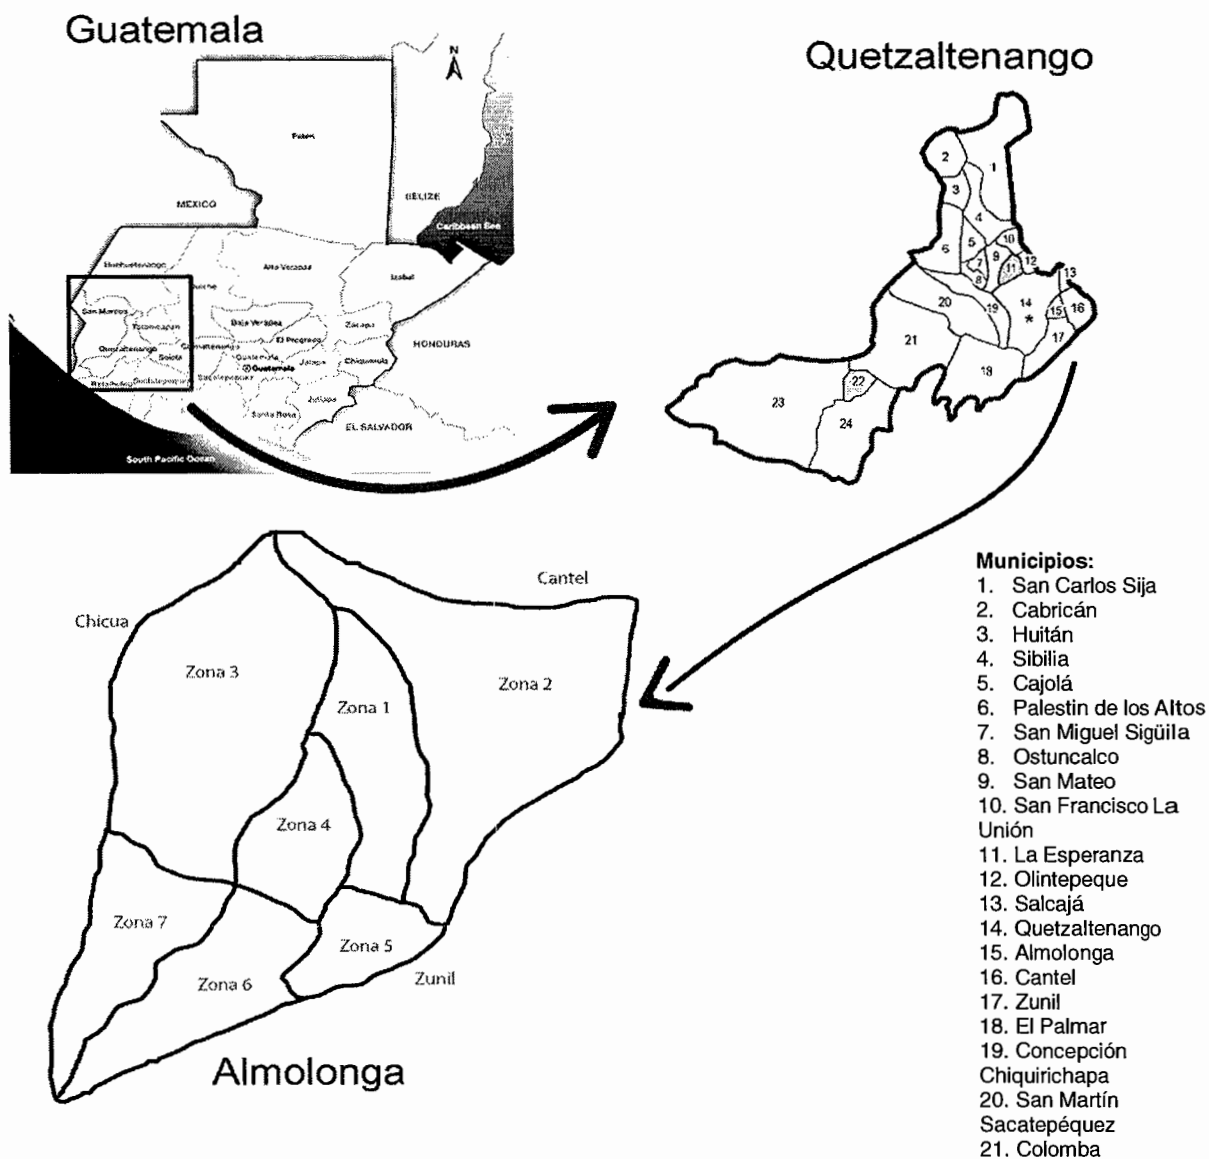 Guatemala
N
Peten
MEXICO
BELIZE
Caribbean Sea
Huehuetenango
Alta Verapaz
Izabal
San Marcos
Totonicapan
Baja Verapaz
Zacapa
El Progreso
HONDURAS
Quetzaltenango
Guatemala
Jalapa
Chiquimula
Solola
Guatemala
Jutiapa
Santa Rosa
EL SALVADOR
South Pacific Ocean
Quetzaltenango
1
2
3
4
10
6
5
9
12
7
11
13
8
20
19
14
*
15
16
21
17
18
22
23
24
Cantel
Chicua
Zona 3
Zona 2
Zona 1
Zona 4
Zona 7
Zona 5
Zona 6
Zunil
Almolonga
Municipios:
1. San Carlos Sija
2. Cabricán
3. Huitán
4. Sibilia
5. Cajolá
6. Palestin de los Altos
7. San Miguel Sigüila
8. Ostuncalco
9. San Mateo
10. San Francisco La
Unión
11. La Esperanza
12. Olintepeque
13. Salcajá
14. Quetzaltenango
15. Almolonga
16. Cantel
17. Zunil
18. El Palmar
19. Concepción
Chiquirichapa
20. San Martín
Sacatepéquez
21. Colomba